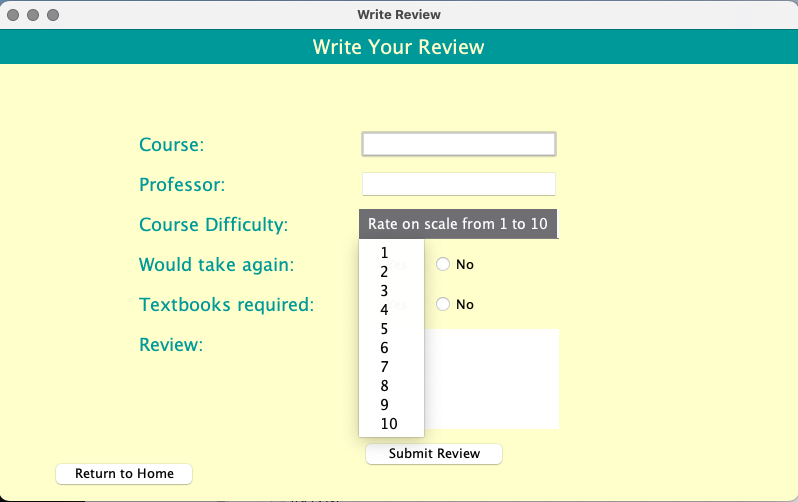 Write Review
Write Your Review
Course:
Professor:
Course Difficulty:
Rate on scale from 1 to 10
1
2
3
4
5
6
7
8
9
10
Would take again:
No
Textbooks required:
No
Review:
Submit Review
Return to Home